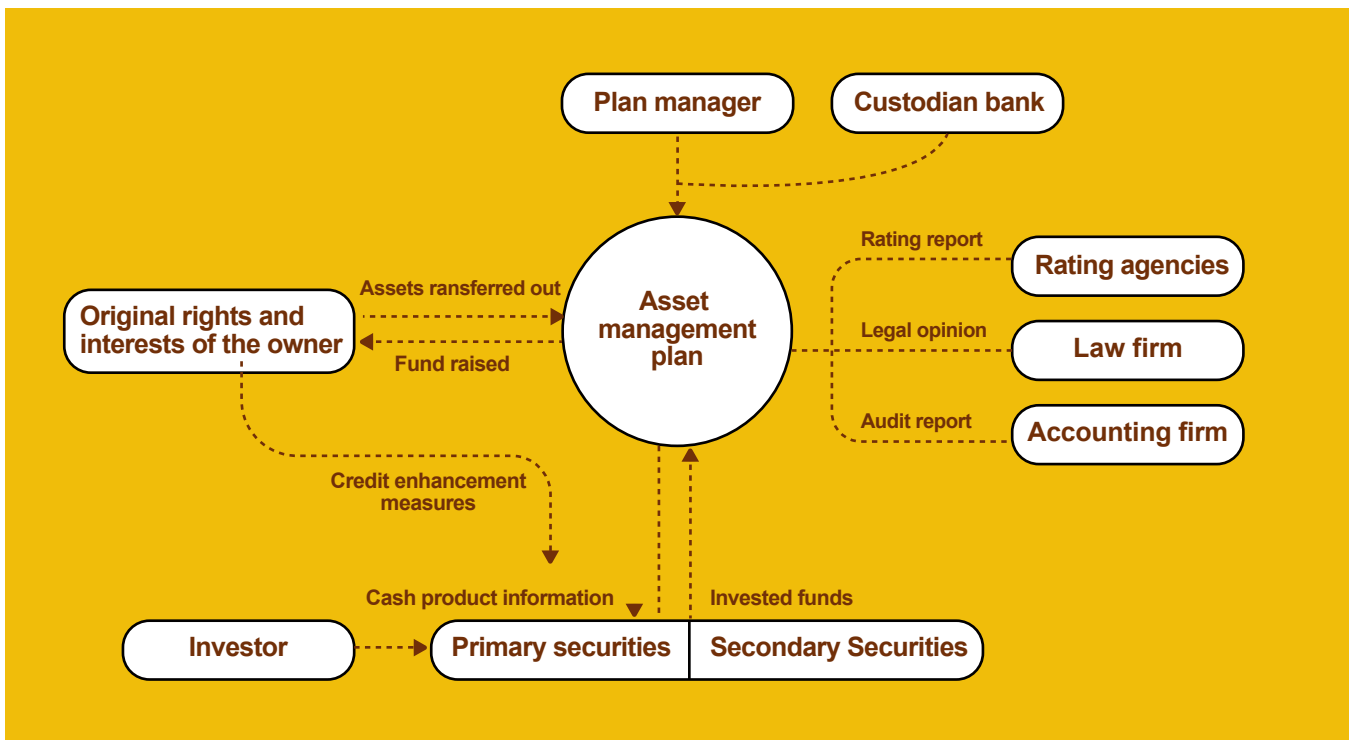 Plan manager
Custodian bank
Rating report
Rating agencies
Assets ransferred out
Asset
management
plan
Original rights and
interests of the owner
Legal opinion
Law firm
Fund raised
Audit report
Accounting firm
Credit enhancement
measures
Cash product information
Invested funds
Investor
Primary securities
Secondary Securities